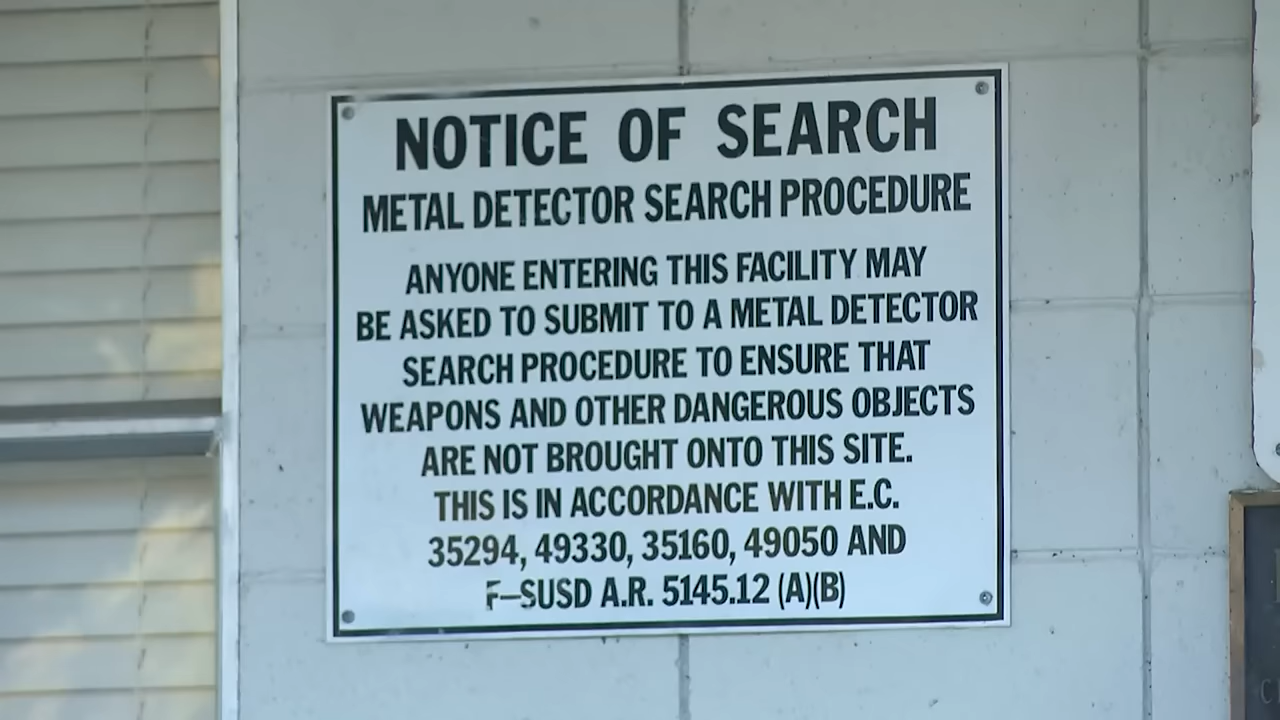 NOTICE OF SEARCH
METAL DETECTOR SEARCH PROCEDURE
ANYONE ENTERING THIS FACILITY MAY
BE ASKED TO SUBMIT TO A METAL DETECTOR
SEARCH PROCEDURE TO ENSURE THAT
WEAPONS AND OTHER DANGEROUS OBJECTS
ARE NOT BROUGHT ONTO THIS SITE.
THIS IS IN ACCORDANCE WITH E.C.
35294, 49330, 35160, 49050 AND
F-SUSD A.R. 5145.12 (A)(B)